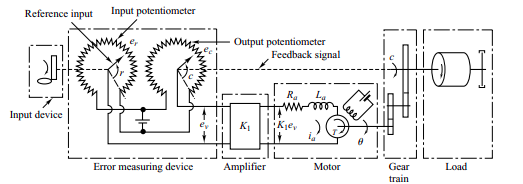 Reference input
Input potentiometer
Output potentiometer
Feedback signal
e_r
e_c
r
c
c
R_a
L_a
e_v
K_1
K_1e_v
i_a
T
θ
Input device
Error measuring device
Amplifier
Motor
Gear
train
Load